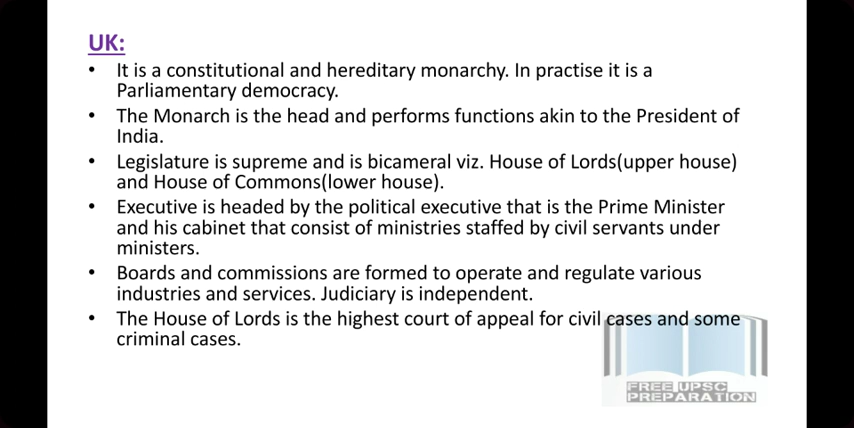 UK:
• It is a constitutional and hereditary monarchy. In practise it is a
Parliamentary democracy.
• The Monarch is the head and performs functions akin to the President of
India.
• Legislature is supreme and is bicameral viz. House of Lords(upper house)
and House of Commons(lower house).
• Executive is headed by the political executive that is the Prime Minister
and his cabinet that consist of ministries staffed by civil servants under
ministers.
• Boards and commissions are formed to operate and regulate various
industries and services. Judiciary is independent.
• The House of Lords is the highest court of appeal for civil cases and some
criminal cases.
FREE UPSC
PREPARATION